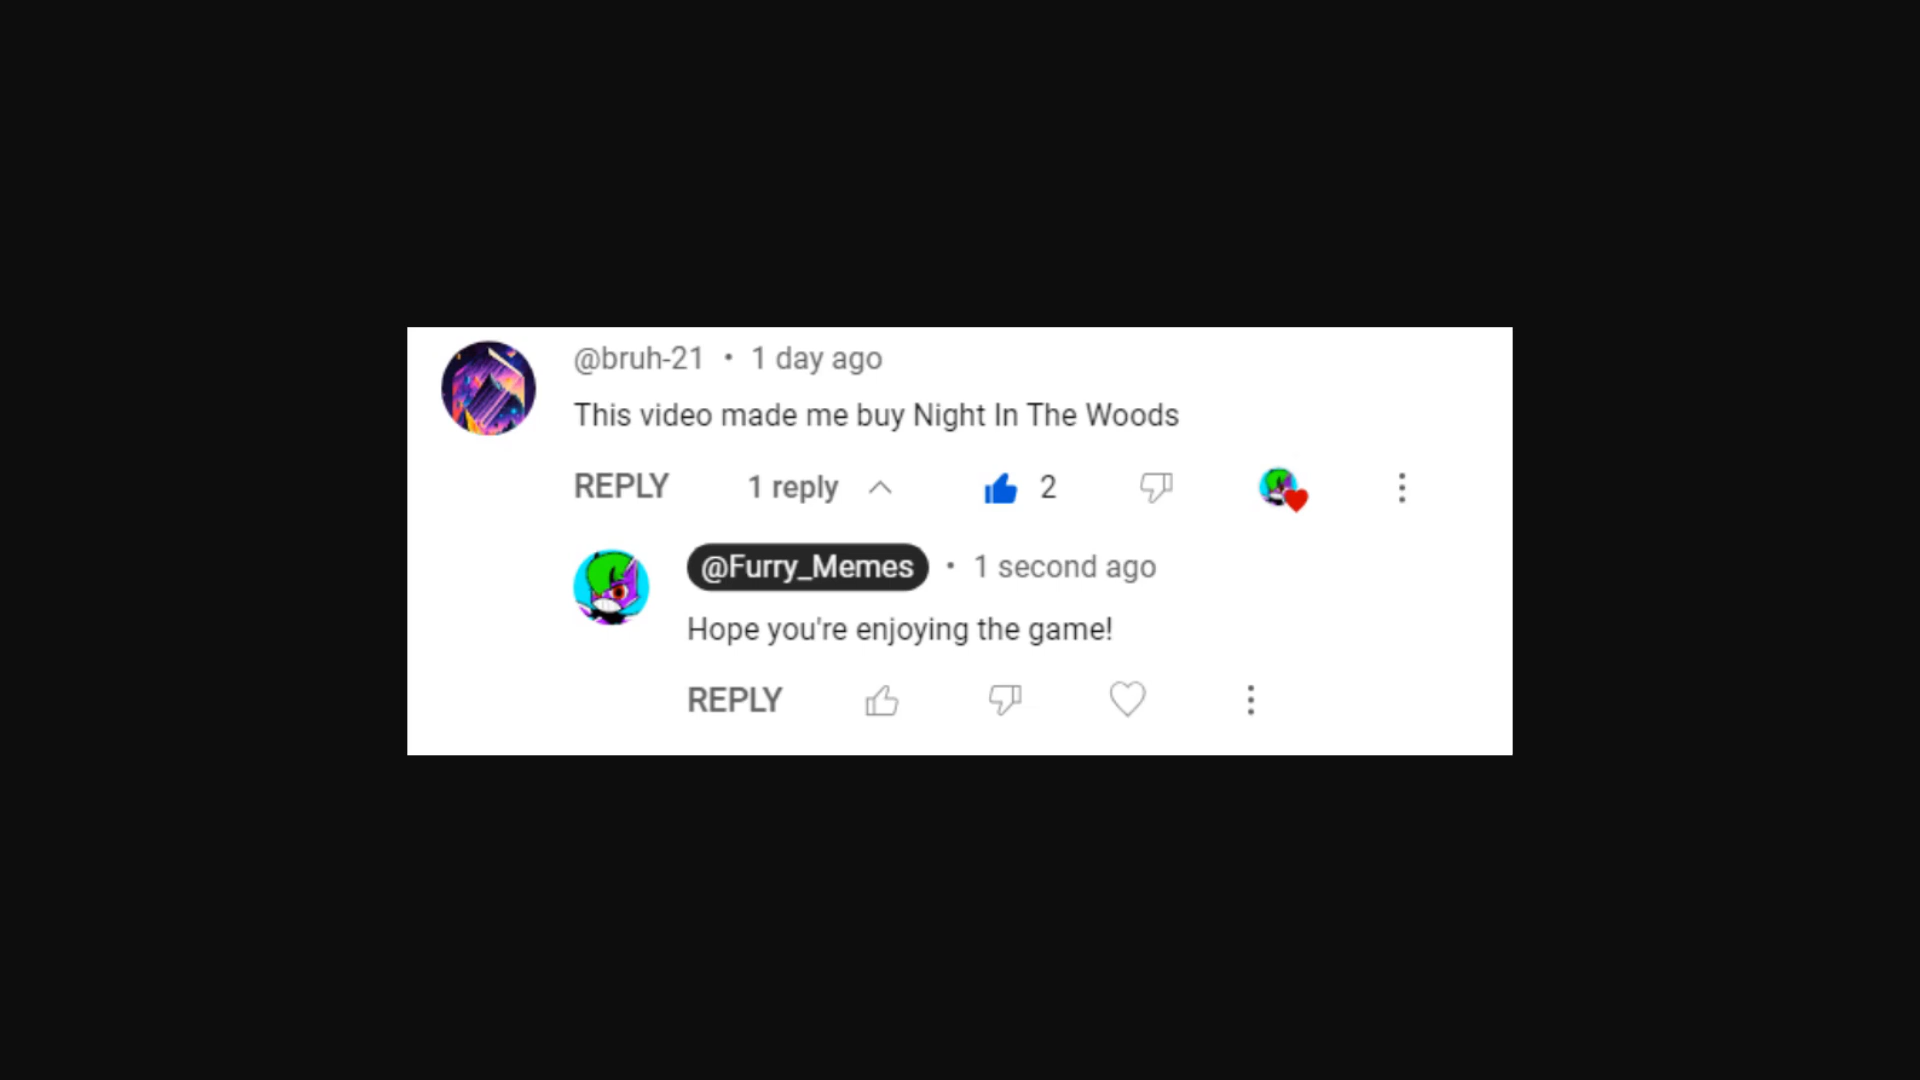 @bruh-21 • 1 day ago
This video made me buy Night In The Woods
REPLY 1 reply 2
@Furry_Memes • 1 second ago
Hope you're enjoying the game!
REPLY